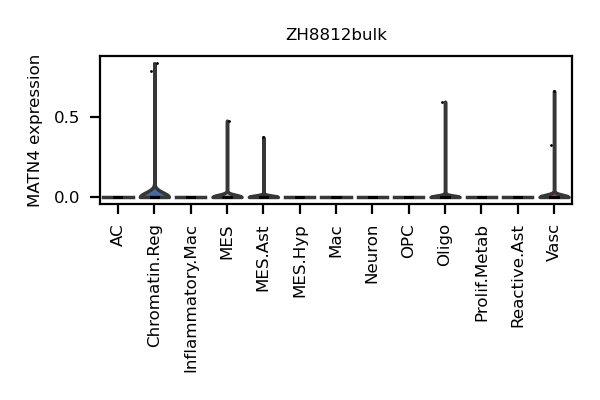 ZH8812bulk
MATN4 expression
0.5
0.0
AC
Chromatin.Reg
Inflammatory.Mac
MES
MES.Ast
MES.Hyp
Mac
Neuron
OPC
Oligo
Prolif.Metab
Reactive.Ast
Vasc